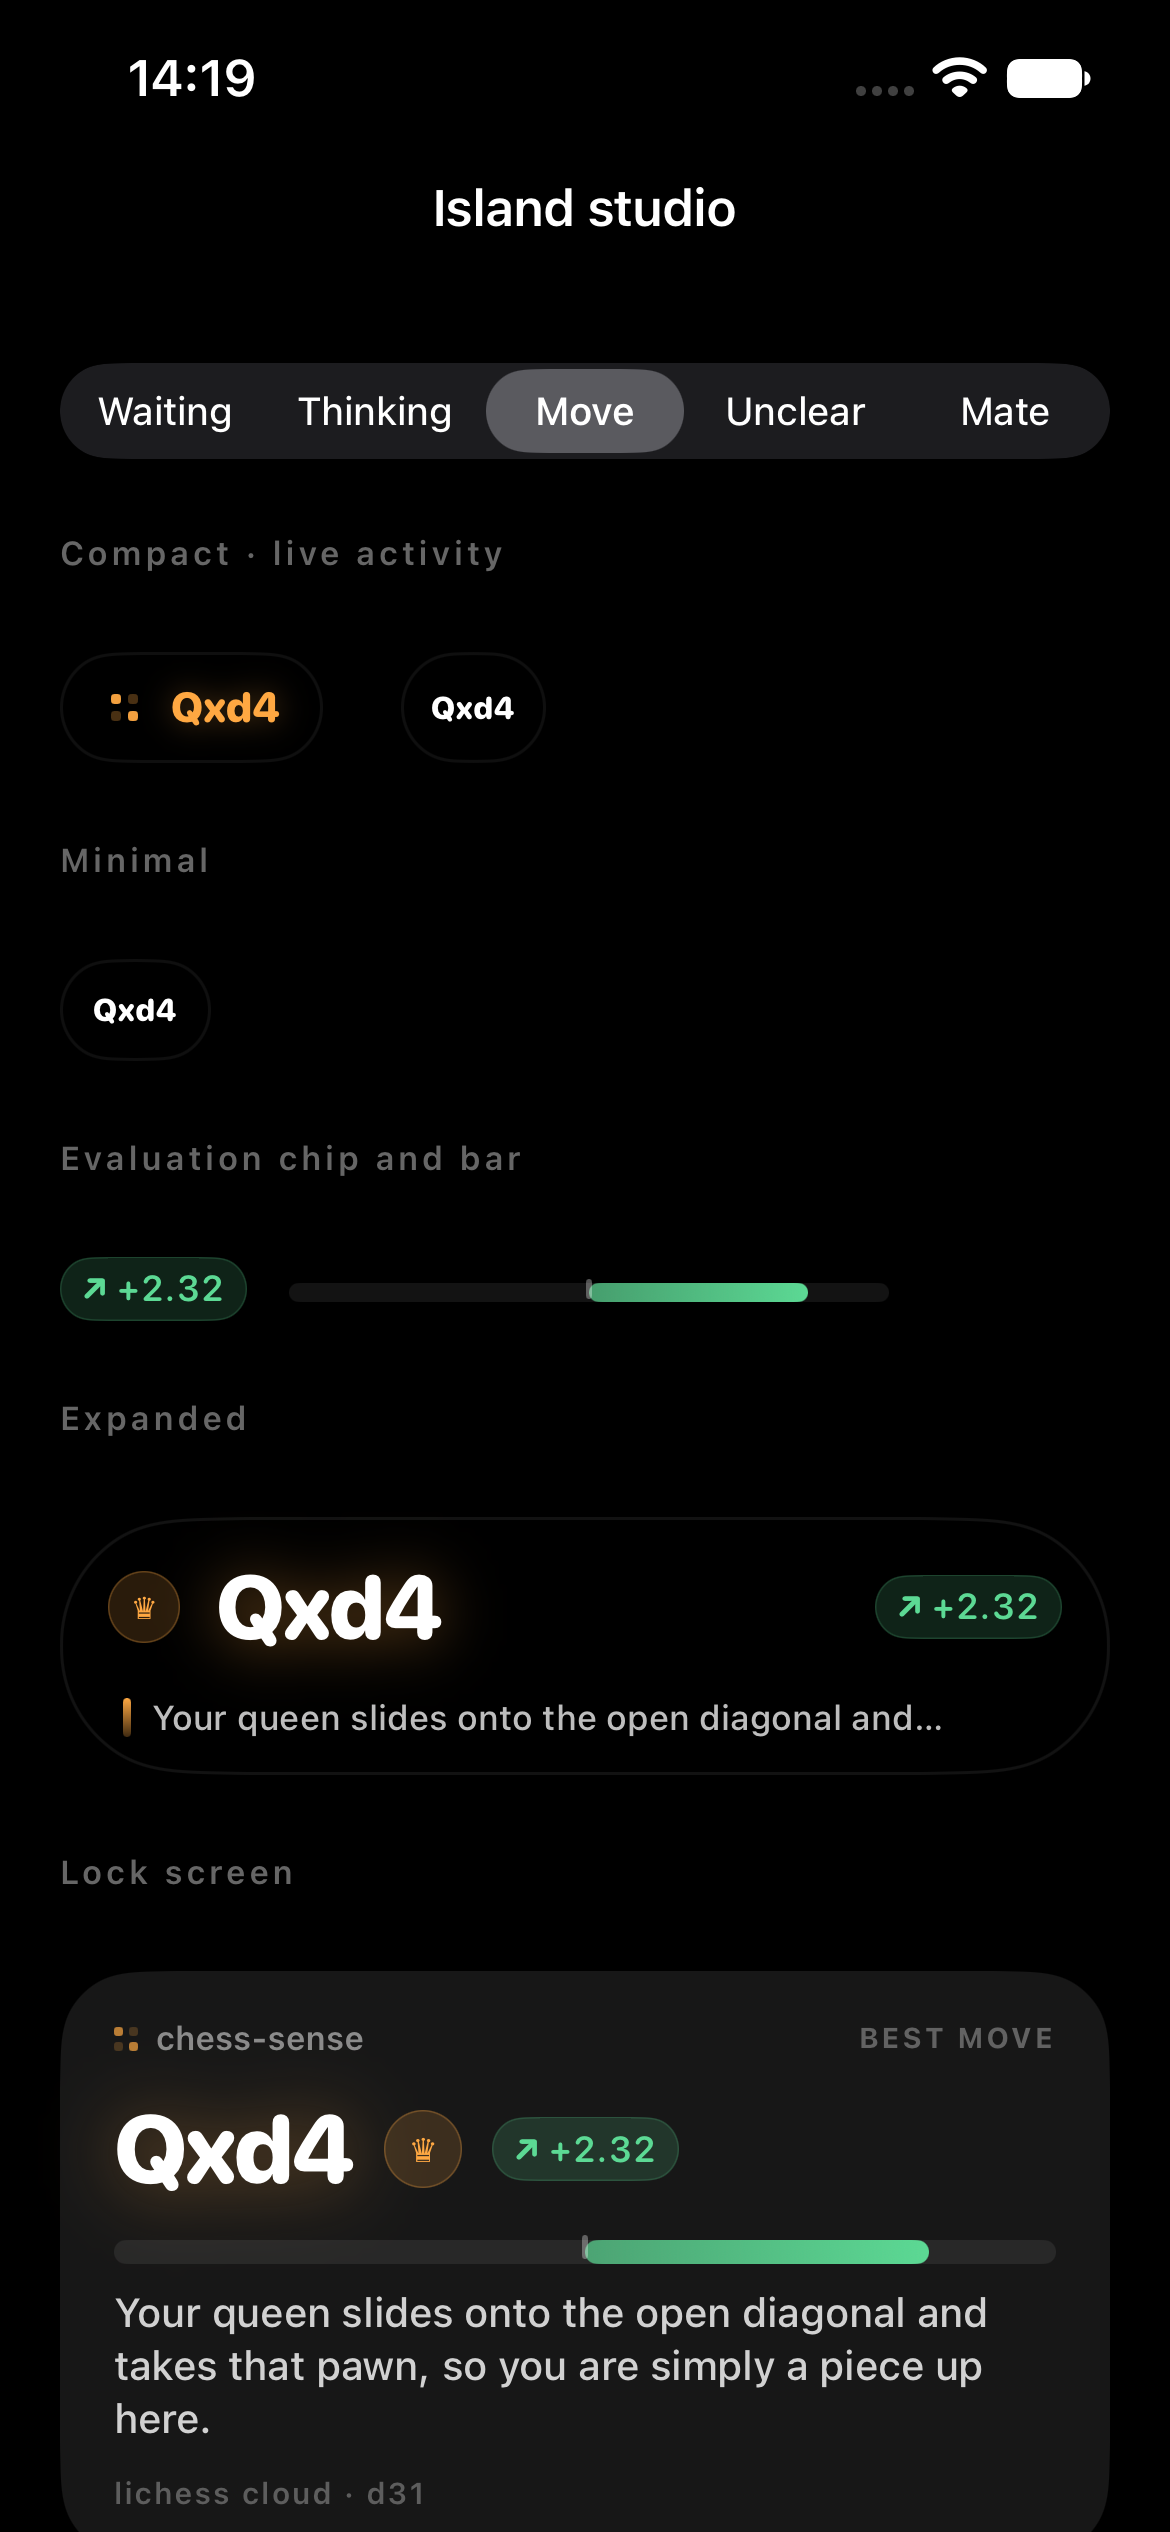 14:19
Island studio
Waiting Thinking Move Unclear Mate
Compact · live activity
Qxd4 Qxd4
Minimal
Qxd4
Evaluation chip and bar
+2.32
Expanded
Qxd4 +2.32
Your queen slides onto the open diagonal and...
Lock screen
chess-sense BEST MOVE
Qxd4 +2.32
Your queen slides onto the open diagonal and
takes that pawn, so you are simply a piece up
here.
lichess cloud · d31